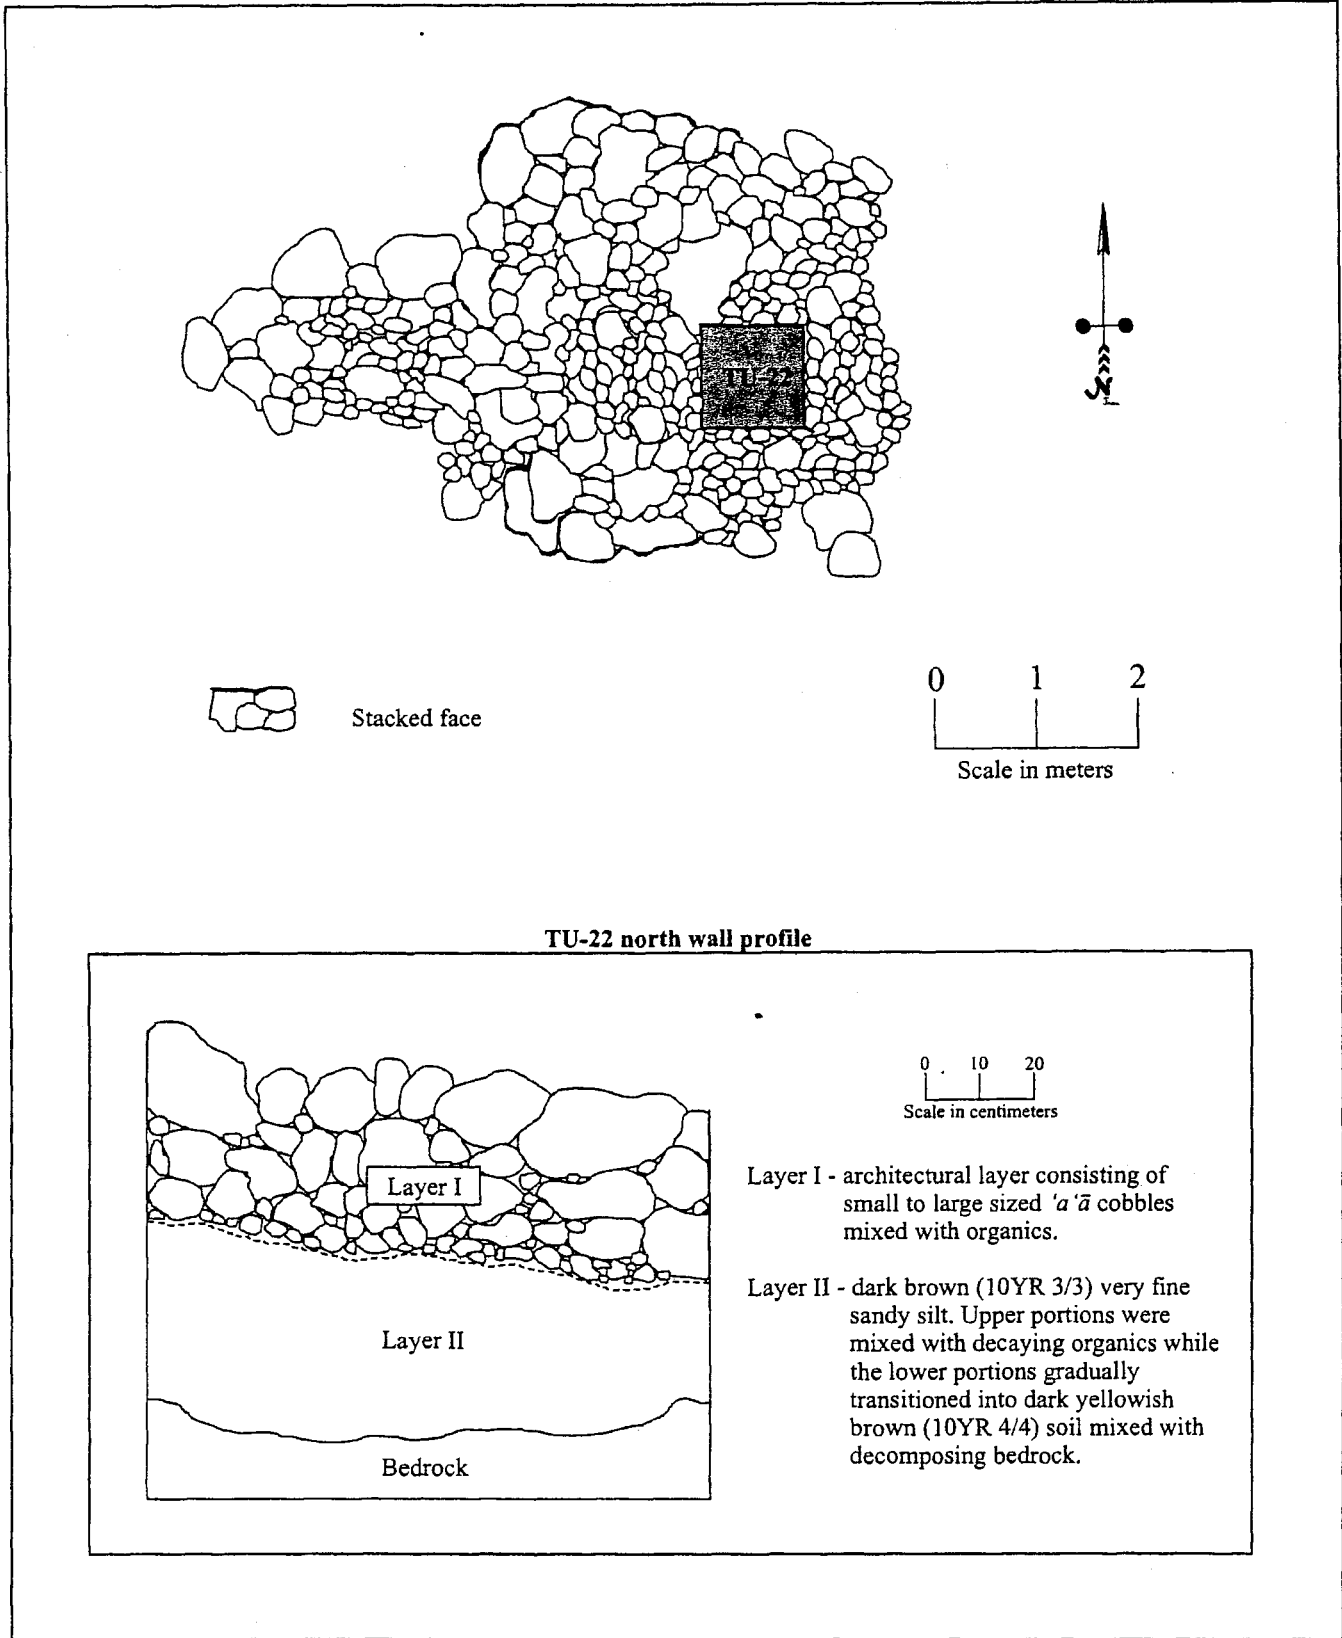 TU-22
N
Stacked face
0 1 2
Scale in meters
TU-22 north wall profile
0 10 20
Scale in centimeters
Layer I
Layer I - architectural layer consisting of
small to large sized ʻaʻā cobbles
mixed with organics.
Layer II - dark brown (10YR 3/3) very fine
sandy silt. Upper portions were
mixed with decaying organics while
the lower portions gradually
transitioned into dark yellowish
brown (10YR 4/4) soil mixed with
decomposing bedrock.
Layer II
Bedrock